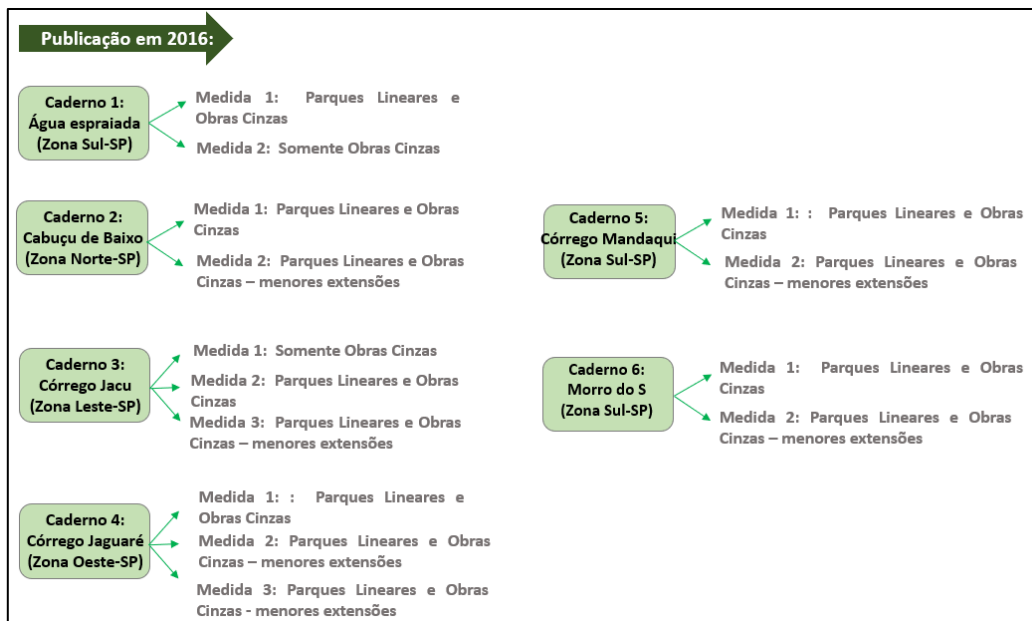 Publicação em 2016:
Caderno 1:
Água espraiada
(Zona Sul-SP)
Medida 1: Parques Lineares e
Obras Cinzas
Medida 2: Somente Obras Cinzas
Caderno 2:
Cabuçu de Baixo
(Zona Norte-SP)
Medida 1: Parques Lineares e Obras
Cinzas
Medida 2: Parques Lineares e Obras
Cinzas – menores extensões
Caderno 3:
Córrego Jacu
(Zona Leste-SP)
Medida 1: Somente Obras Cinzas
Medida 2: Parques Lineares e Obras
Cinzas
Medida 3: Parques Lineares e Obras
Cinzas – menores extensões
Caderno 4:
Córrego Jaguaré
(Zona Oeste-SP)
Medida 1: : Parques Lineares e
Obras Cinzas
Medida 2: Parques Lineares e Obras
Cinzas – menores extensões
Medida 3: Parques Lineares e Obras
Cinzas - menores extensões
Caderno 5:
Córrego Mandaqui
(Zona Sul-SP)
Medida 1: : Parques Lineares e Obras
Cinzas
Medida 2: Parques Lineares e Obras
Cinzas – menores extensões
Caderno 6:
Morro do S
(Zona Sul-SP)
Medida 1: Parques Lineares e Obras
Cinzas
Medida 2: Parques Lineares e Obras
Cinzas – menores extensões